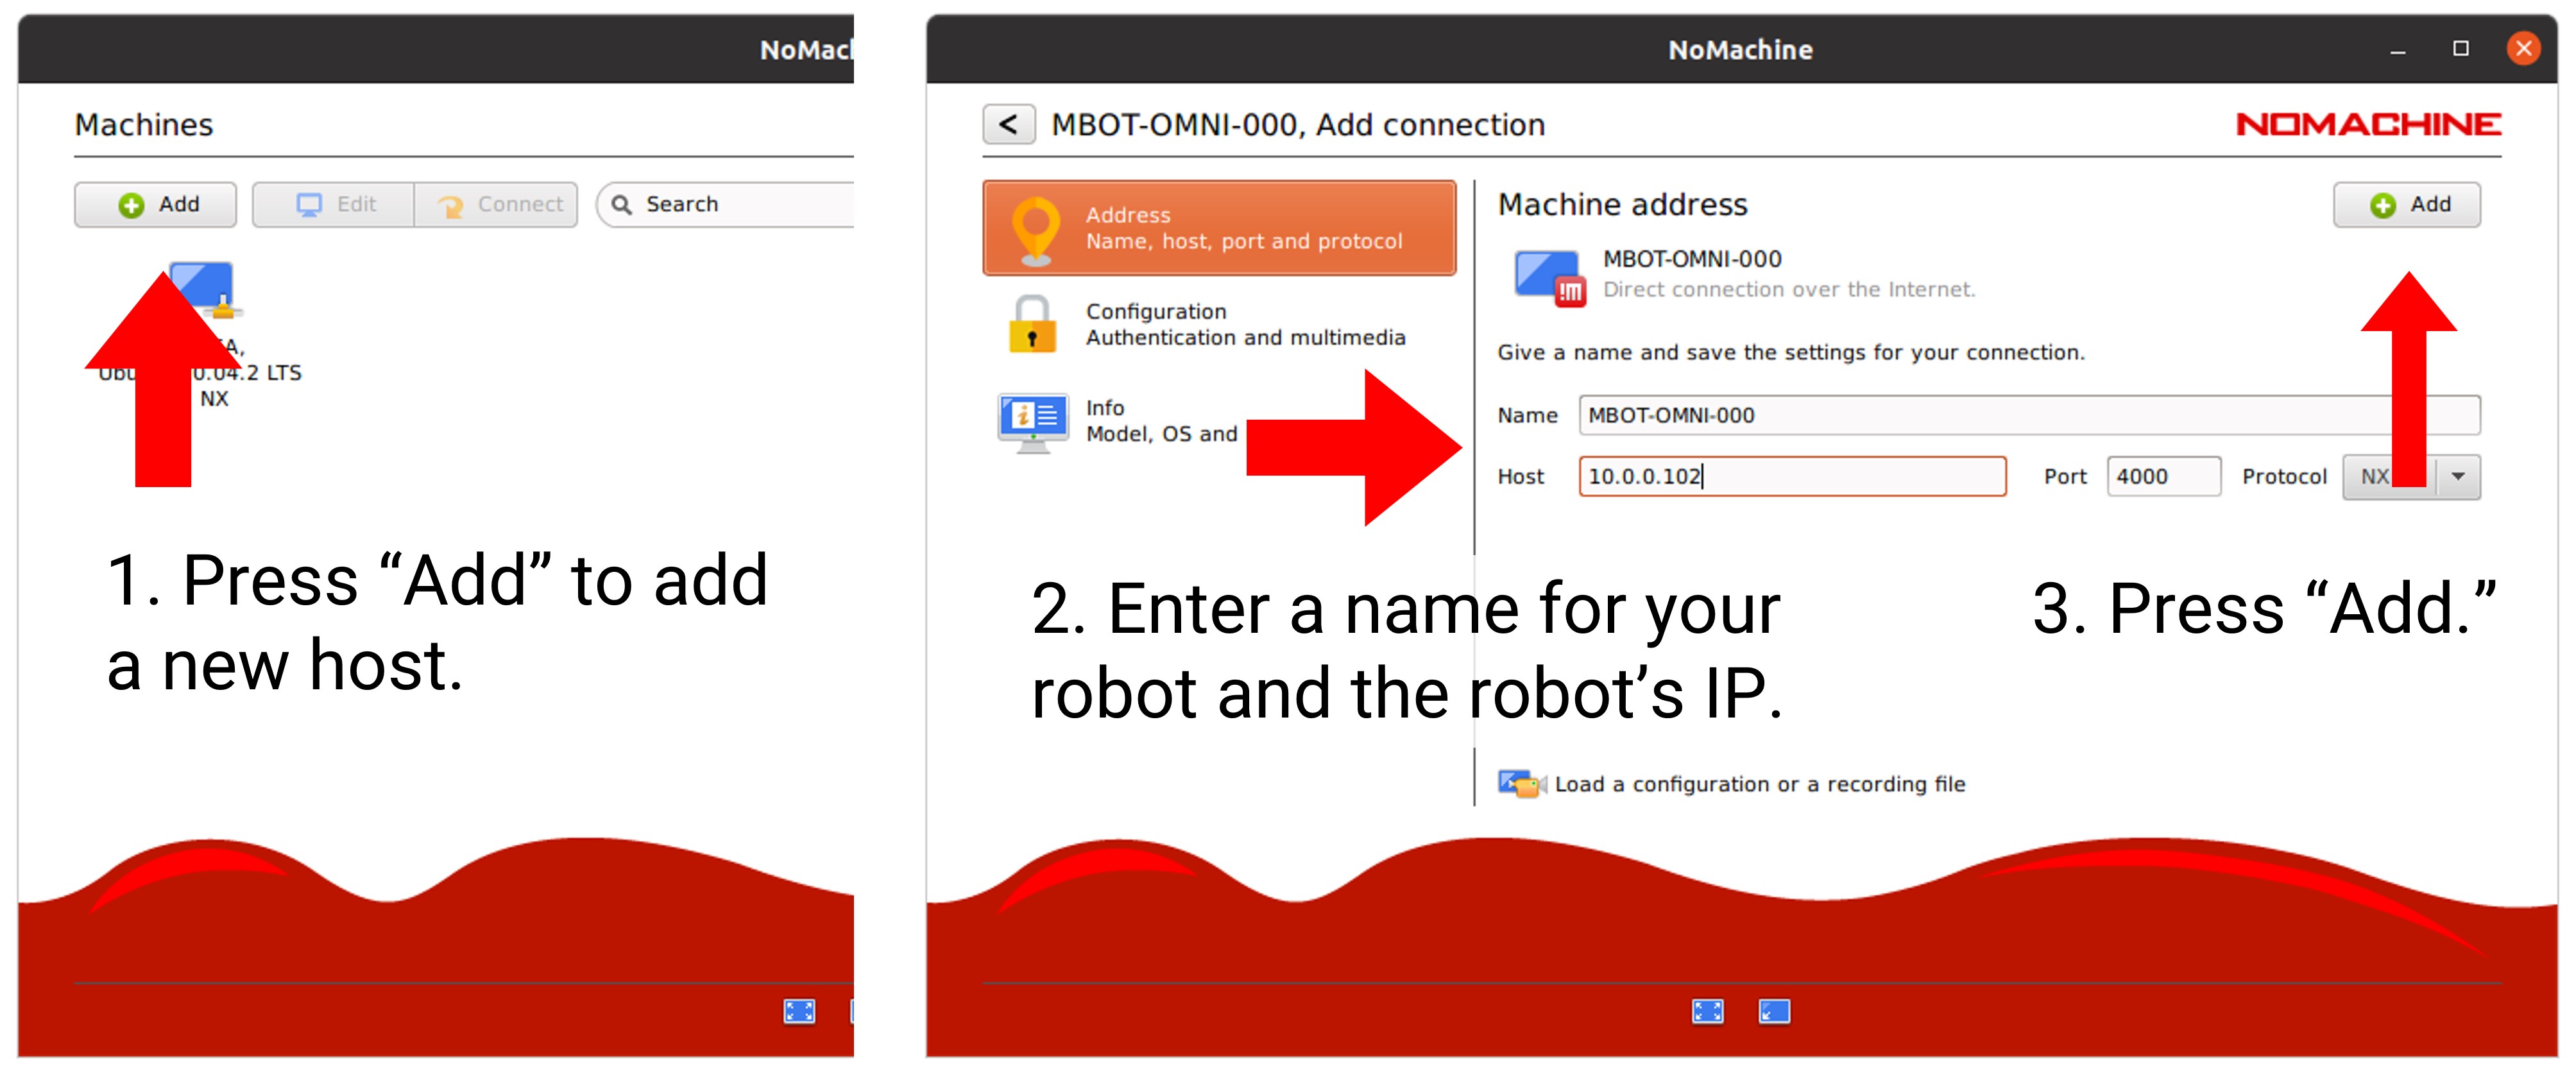 NoMac
Machines
Add
Edit
Connect
Search
A,
Ubu 0.04.2 LTS
NX
1. Press “Add” to add
a new host.
NoMachine
< MBOT-OMNI-000, Add connection
NOMACHINE
Address
Name, host, port and protocol
Configuration
Authentication and multimedia
Info
Model, OS and
Machine address
Add
MBOT-OMNI-000
!M
Direct connection over the Internet.
Give a name and save the settings for your connection.
Name MBOT-OMNI-000
Host 10.0.0.102 Port 4000 Protocol NX
2. Enter a name for your
robot and the robot’s IP.
3. Press “Add.”
Load a configuration or a recording file